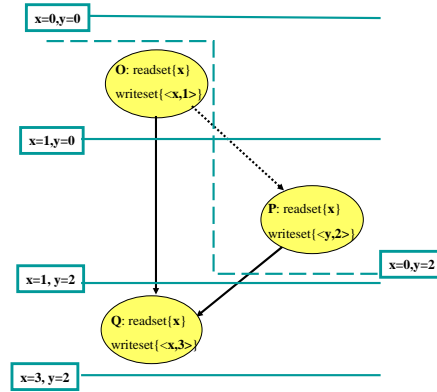 x=0,y=0
O: readset{x}
writeset{<x,1>}
x=1,y=0
P: readset{x}
writeset{<y,2>}
x=0,y=2
x=1, y=2
Q: readset{x}
writeset{<x,3>}
x=3, y=2